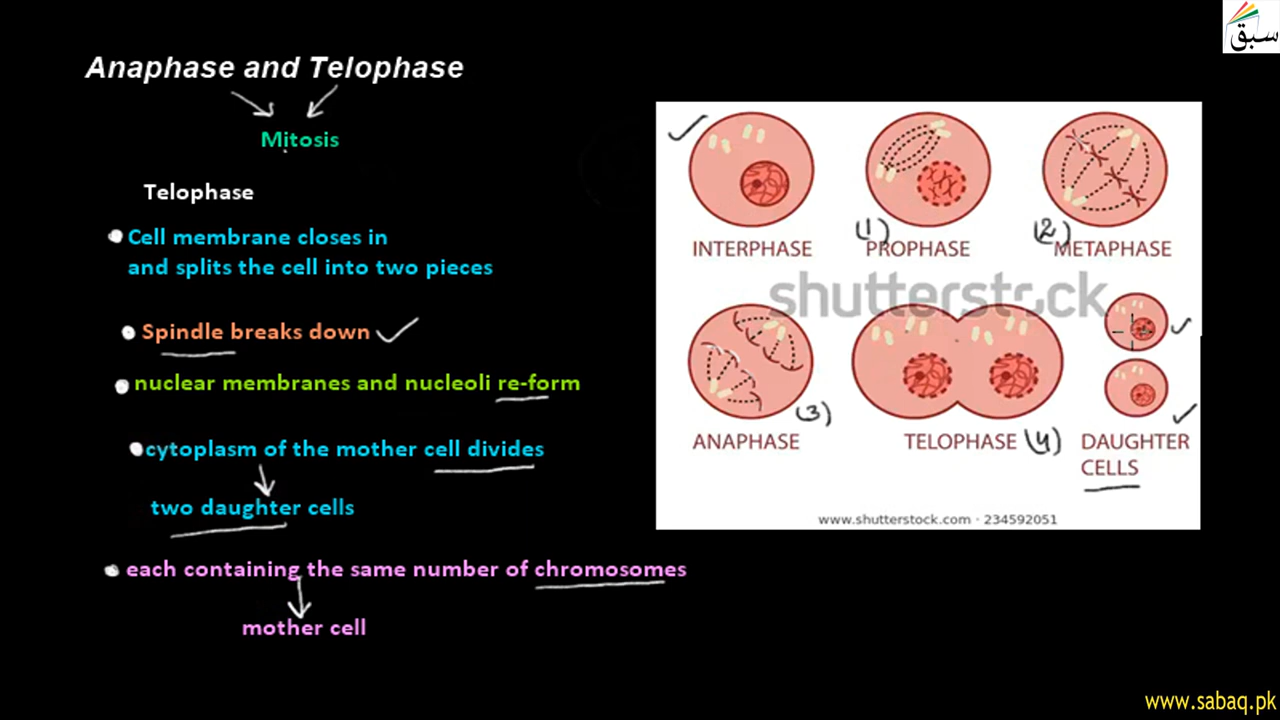 سبق
Anaphase and Telophase
Mitosis
Telophase
Cell membrane closes in
and splits the cell into two pieces
Spindle breaks down
nuclear membranes and nucleoli re-form
cytoplasm of the mother cell divides
two daughter cells
each containing the same number of chromosomes
mother cell
INTERPHASE
(1) PROPHASE
(2) METAPHASE
shutterstock
ANAPHASE (3)
TELOPHASE (4)
DAUGHTER
CELLS
www.shutterstock.com · 234592051
www.sabaq.pk